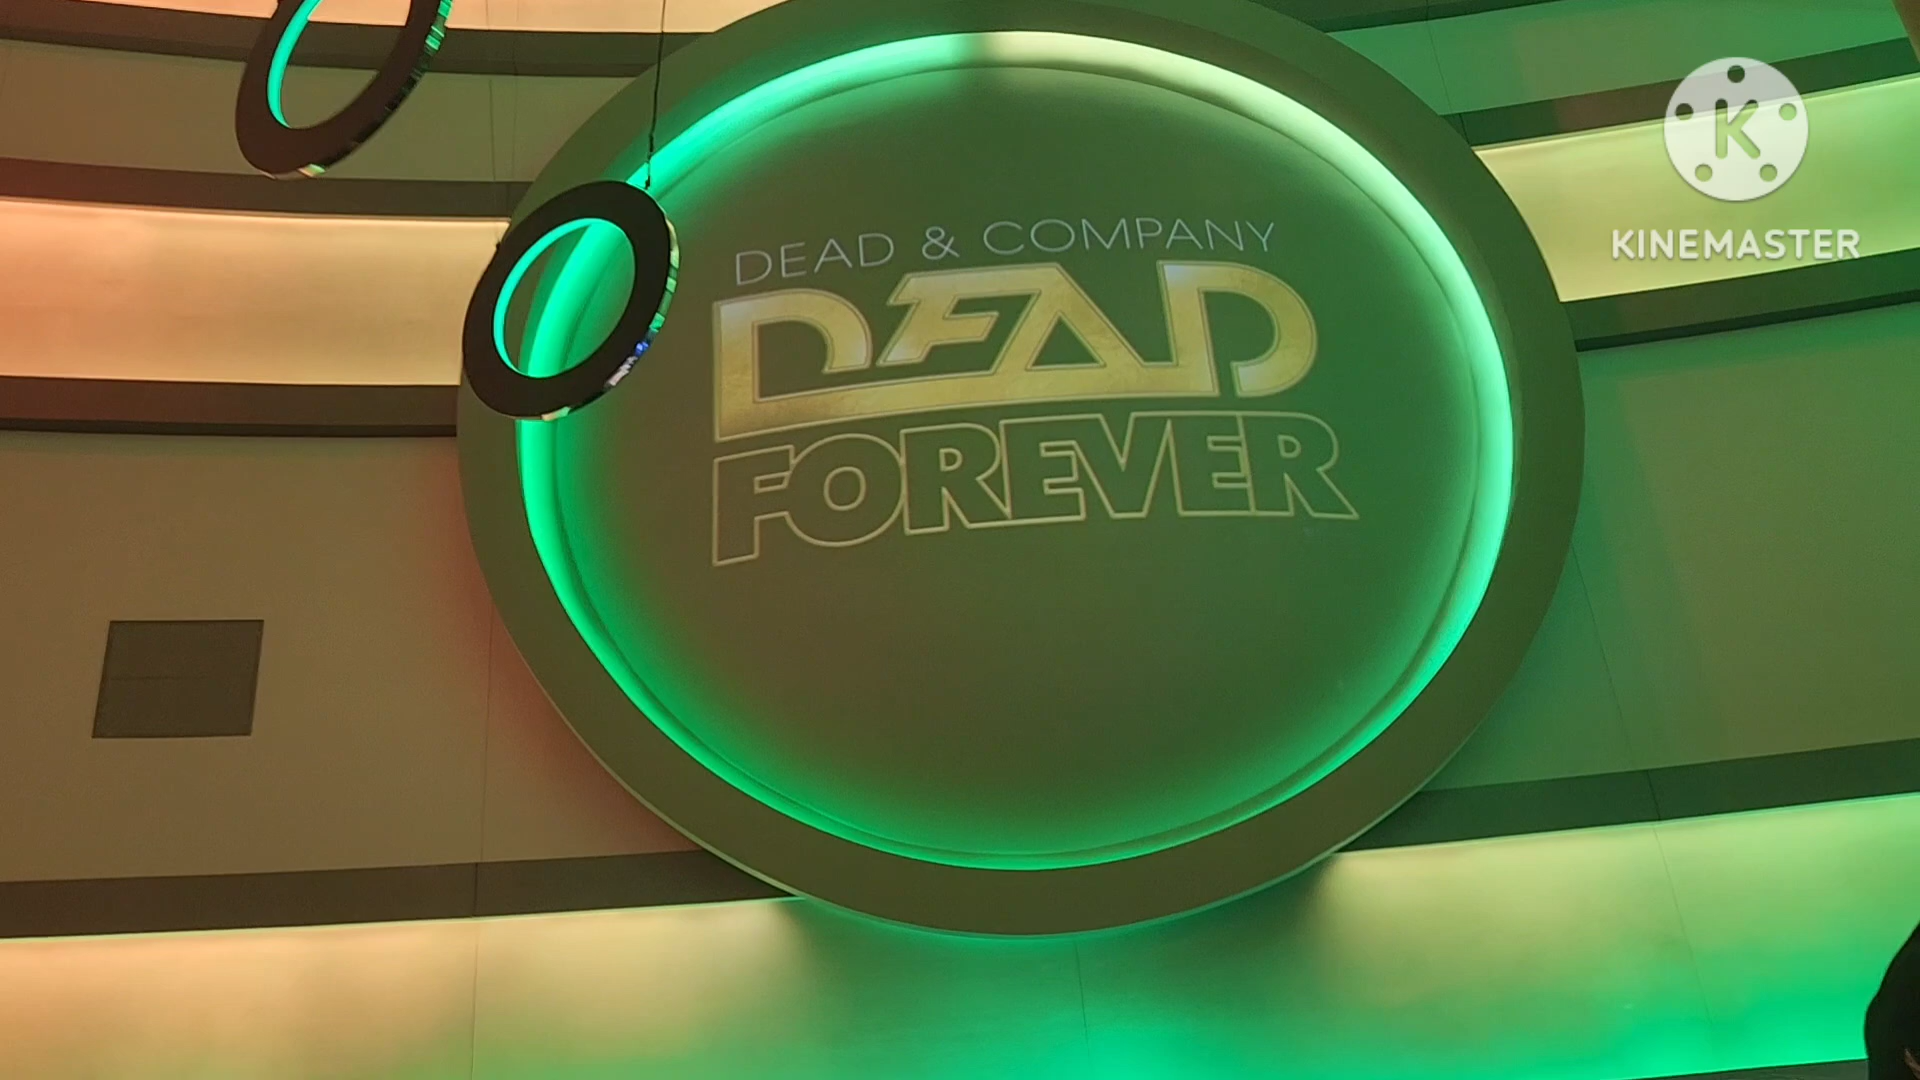 DEAD & COMPANY
DEAD
FOREVER
K
KINEMASTER